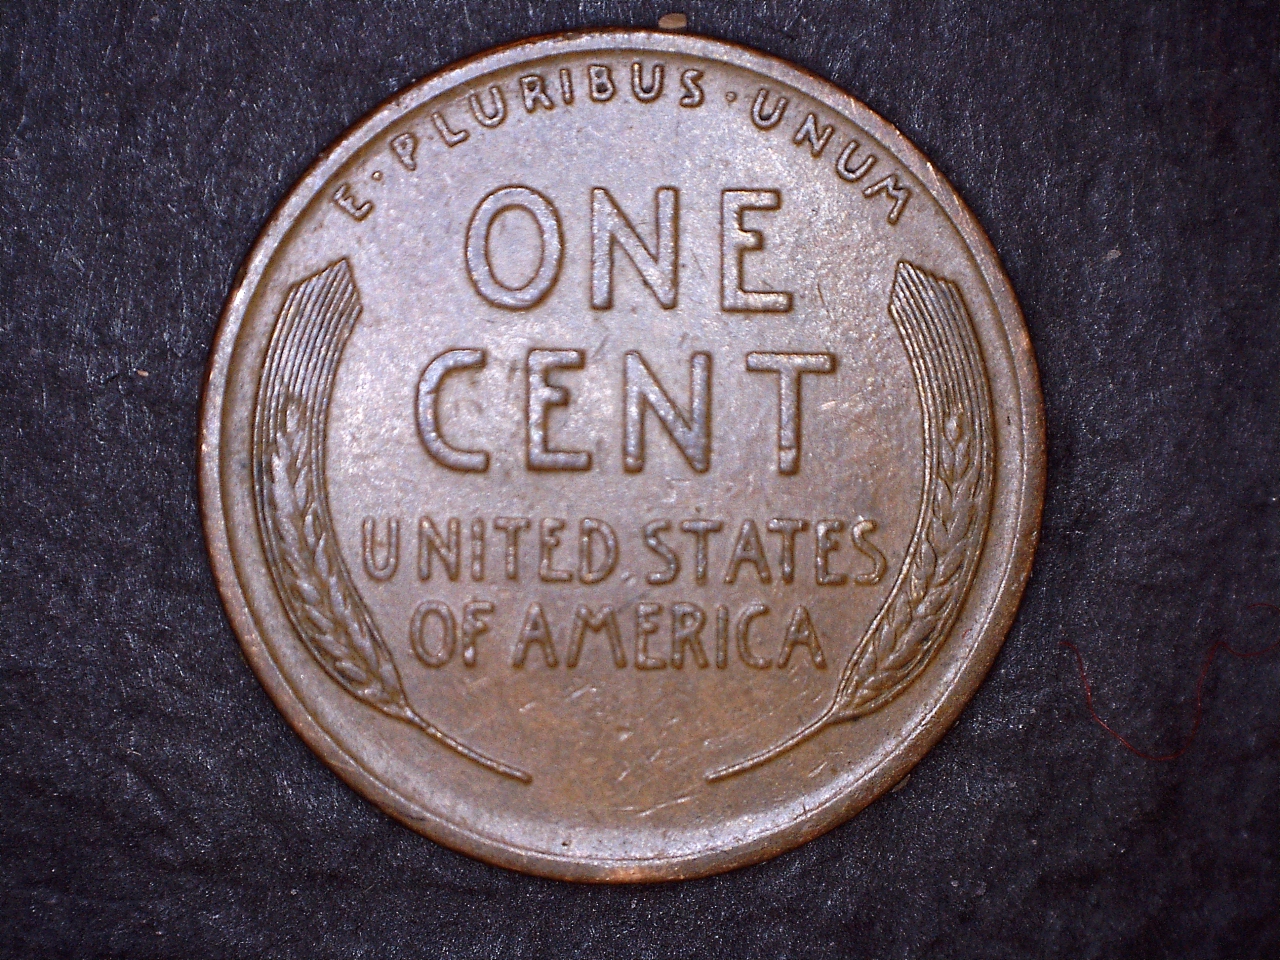 E·PLURIBUS·UNUM
ONE
CENT
UNITED.STATES
OF AMERICA